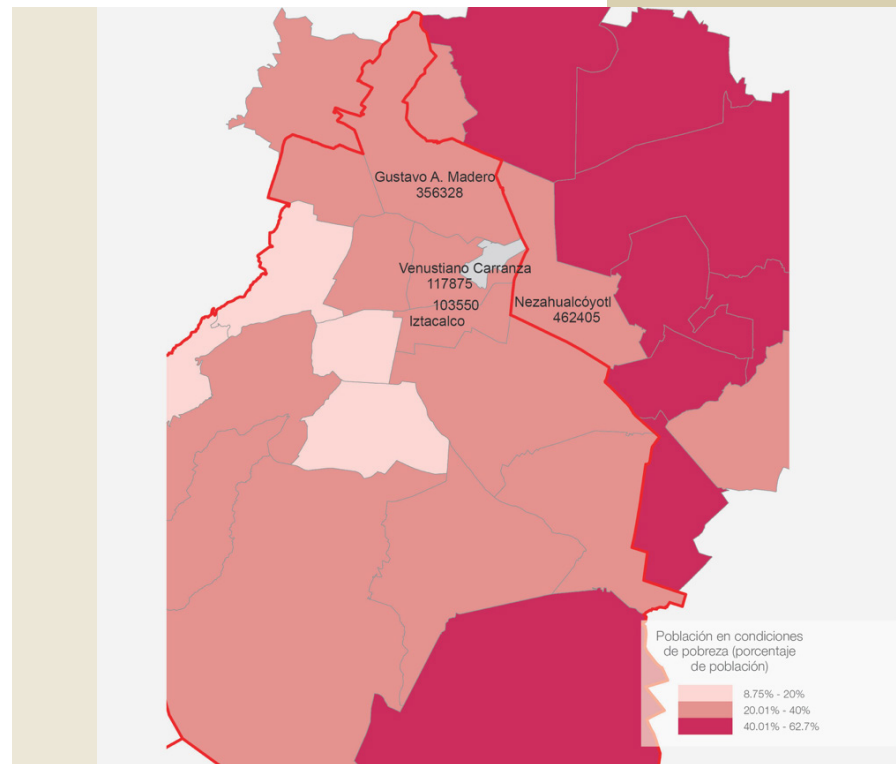 Gustavo A. Madero
356328
Venustiano Carranza
117875
103550
Iztacalco
Nezahualcóyotl
462405
Población en condiciones
de pobreza (porcentaje
de población)
8.75% - 20%
20.01% - 40%
40.01% - 62.7%